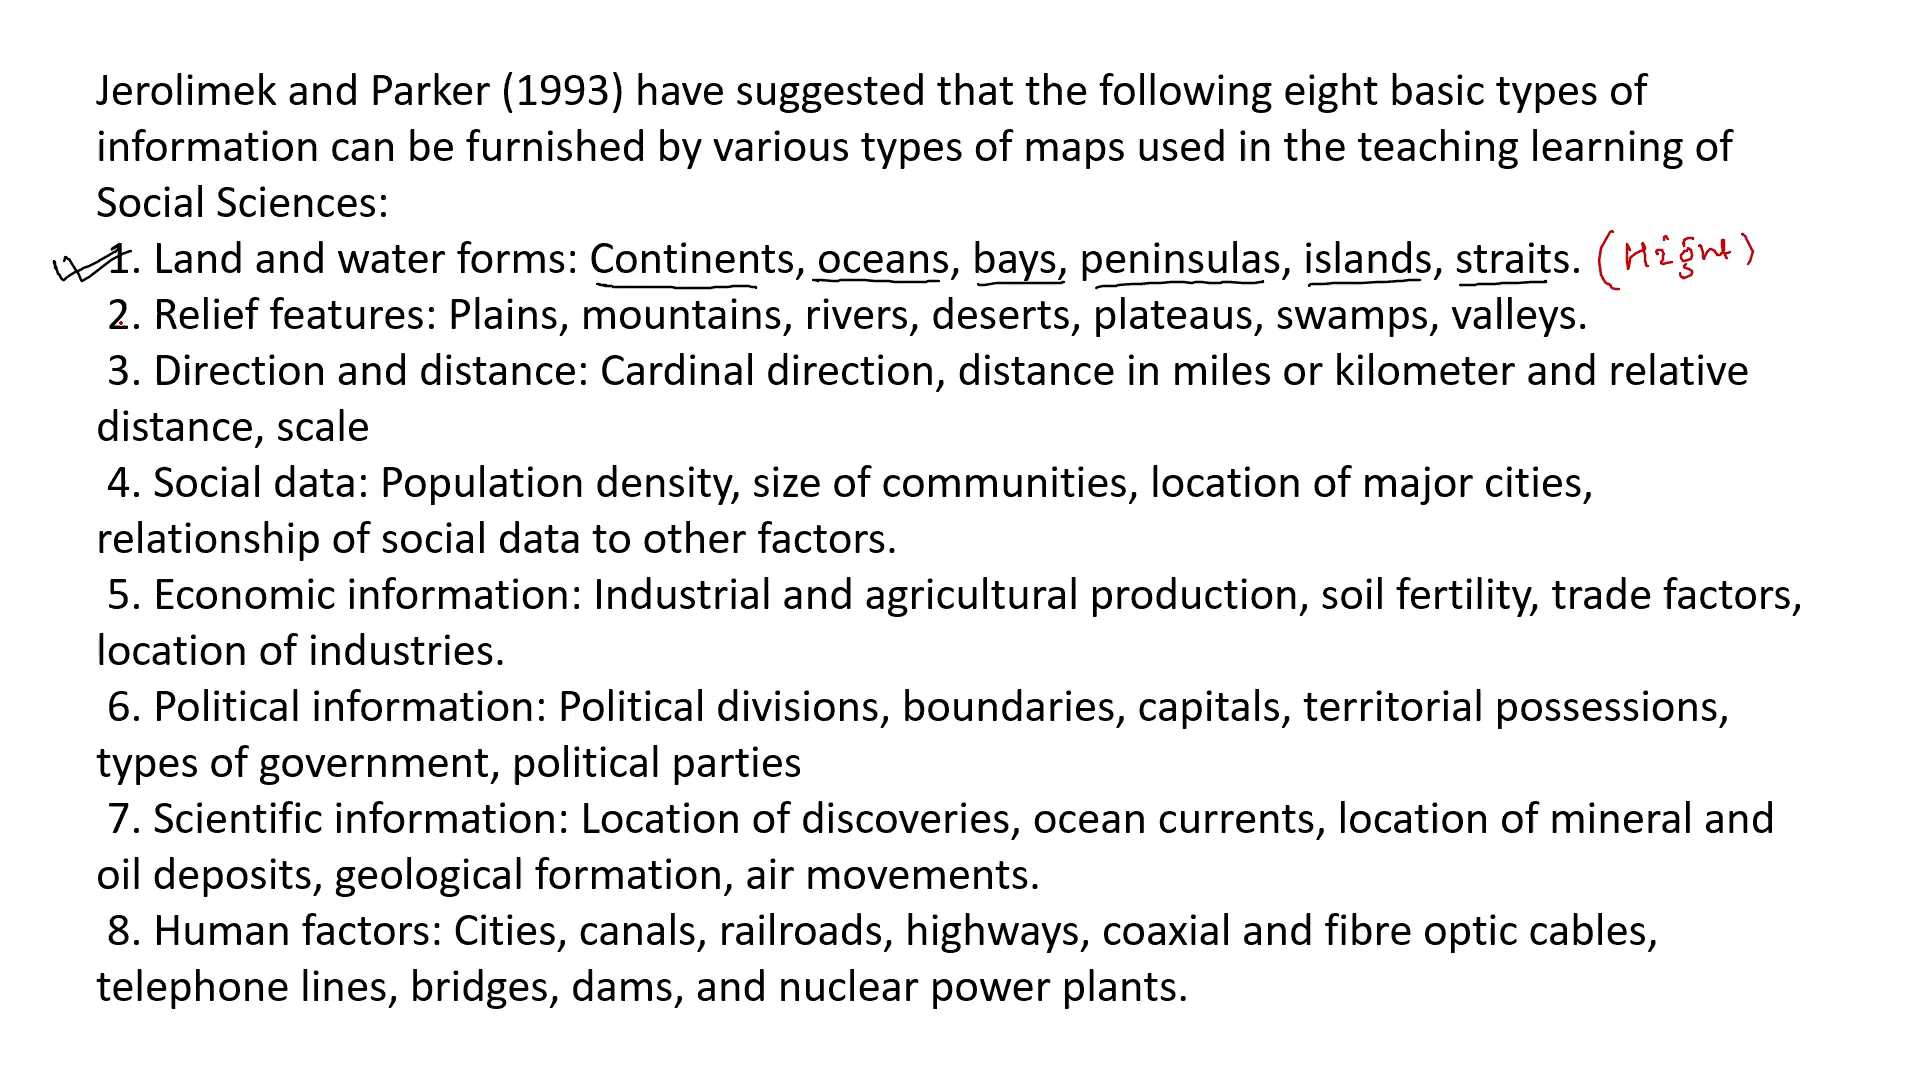 Jerolimek and Parker (1993) have suggested that the following eight basic types of
information can be furnished by various types of maps used in the teaching learning of
Social Sciences:
1. Land and water forms: Continents, oceans, bays, peninsulas, islands, straits.
2. Relief features: Plains, mountains, rivers, deserts, plateaus, swamps, valleys.
3. Direction and distance: Cardinal direction, distance in miles or kilometer and relative
distance, scale
4. Social data: Population density, size of communities, location of major cities,
relationship of social data to other factors.
5. Economic information: Industrial and agricultural production, soil fertility, trade factors,
location of industries.
6. Political information: Political divisions, boundaries, capitals, territorial possessions,
types of government, political parties
7. Scientific information: Location of discoveries, ocean currents, location of mineral and
oil deposits, geological formation, air movements.
8. Human factors: Cities, canals, railroads, highways, coaxial and fibre optic cables,
telephone lines, bridges, dams, and nuclear power plants.